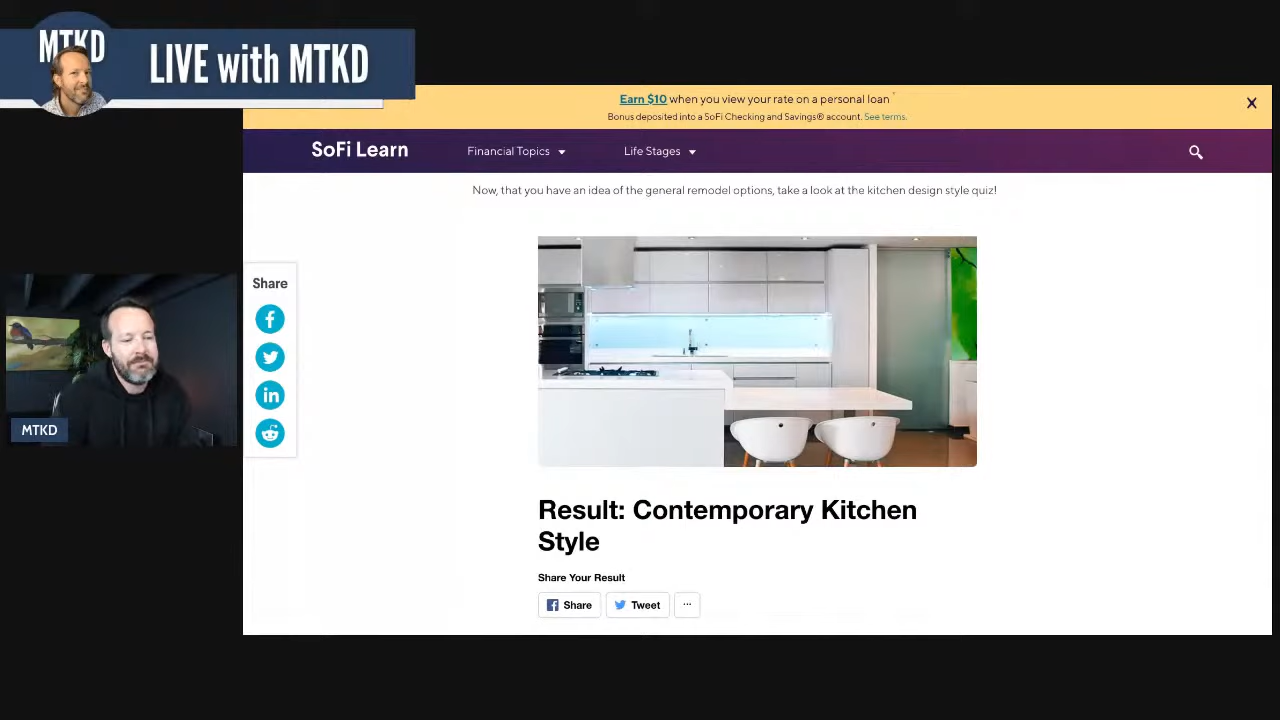 MTKD
LIVE with MTKD
Earn $10 when you view your rate on a personal loan*
Bonus deposited into a SoFi Checking and Savings® account. See terms.
X
SoFi Learn
Financial Topics
Life Stages
Now, that you have an idea of the general remodel options, take a look at the kitchen design style quiz!
Share
MTKD
Result: Contemporary Kitchen
Style
Share Your Result
Share
Tweet
...